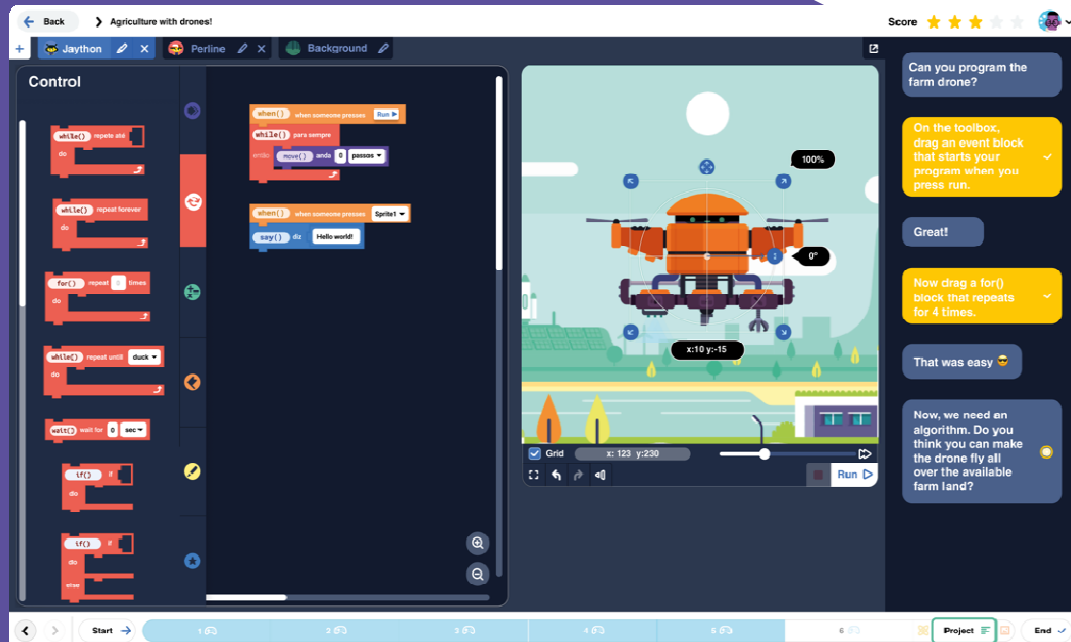 Back
Agriculture with drones!
Score
Jaython
Perline
Background
Control
while() repete até
do
while() repeat forever
do
for() repeat 8 times
do
while() repeat until duck
do
wait() wait for 0 sec
if() if
do
if() if
do
else
when() when someone presses Run
while() para sempre
então move() anda 0 passos
when() when someone presses Sprite1
say() diz Hello world!
100%
0°
x:10 y:-15
Grid
x: 123 y:230
Run
Can you program the
farm drone?
On the toolbox,
drag an event block
that starts your
program when you
press run.
Great!
Now drag a for()
block that repeats
for 4 times.
That was easy 😎
Now, we need an
algorithm. Do you
think you can make
the drone fly all
over the available
farm land?
Start
1
2
3
4
5
6
Project
End